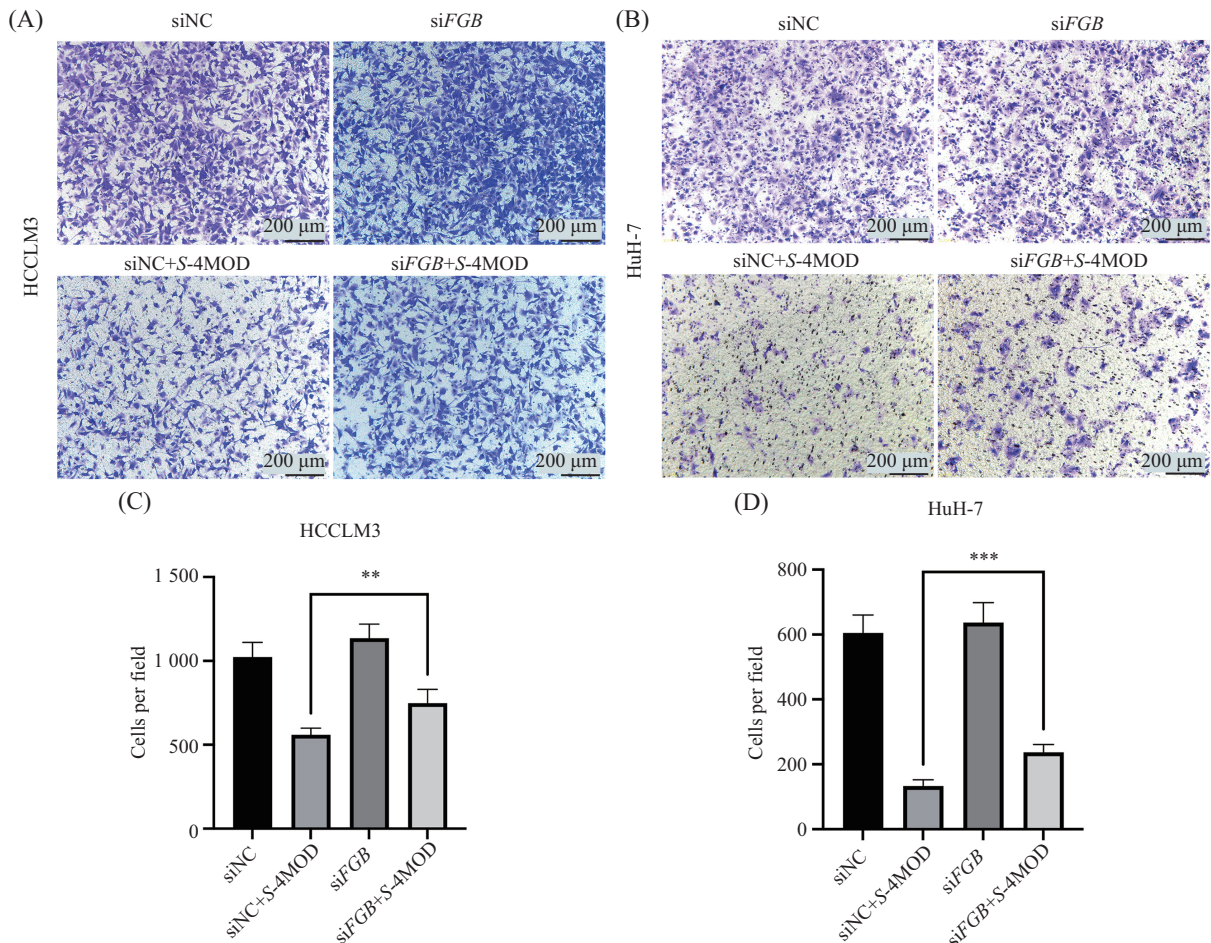 (A)
siNC
siFGB
HCCLM3
200 μm
200 μm
siNC+S-4MOD
siFGB+S-4MOD
200 μm
200 μm
(B)
siNC
siFGB
HuH-7
200 μm
200 μm
siNC+S-4MOD
siFGB+S-4MOD
200 μm
200 μm
(C)
HCCLM3
Cells per field
1 500
1 000
500
0
**
siNC
siNC+S-4MOD
siFGB
siFGB+S-4MOD
(D)
HuH-7
Cells per field
800
600
400
200
0
***
siNC
siNC+S-4MOD
siFGB
siFGB+S-4MOD